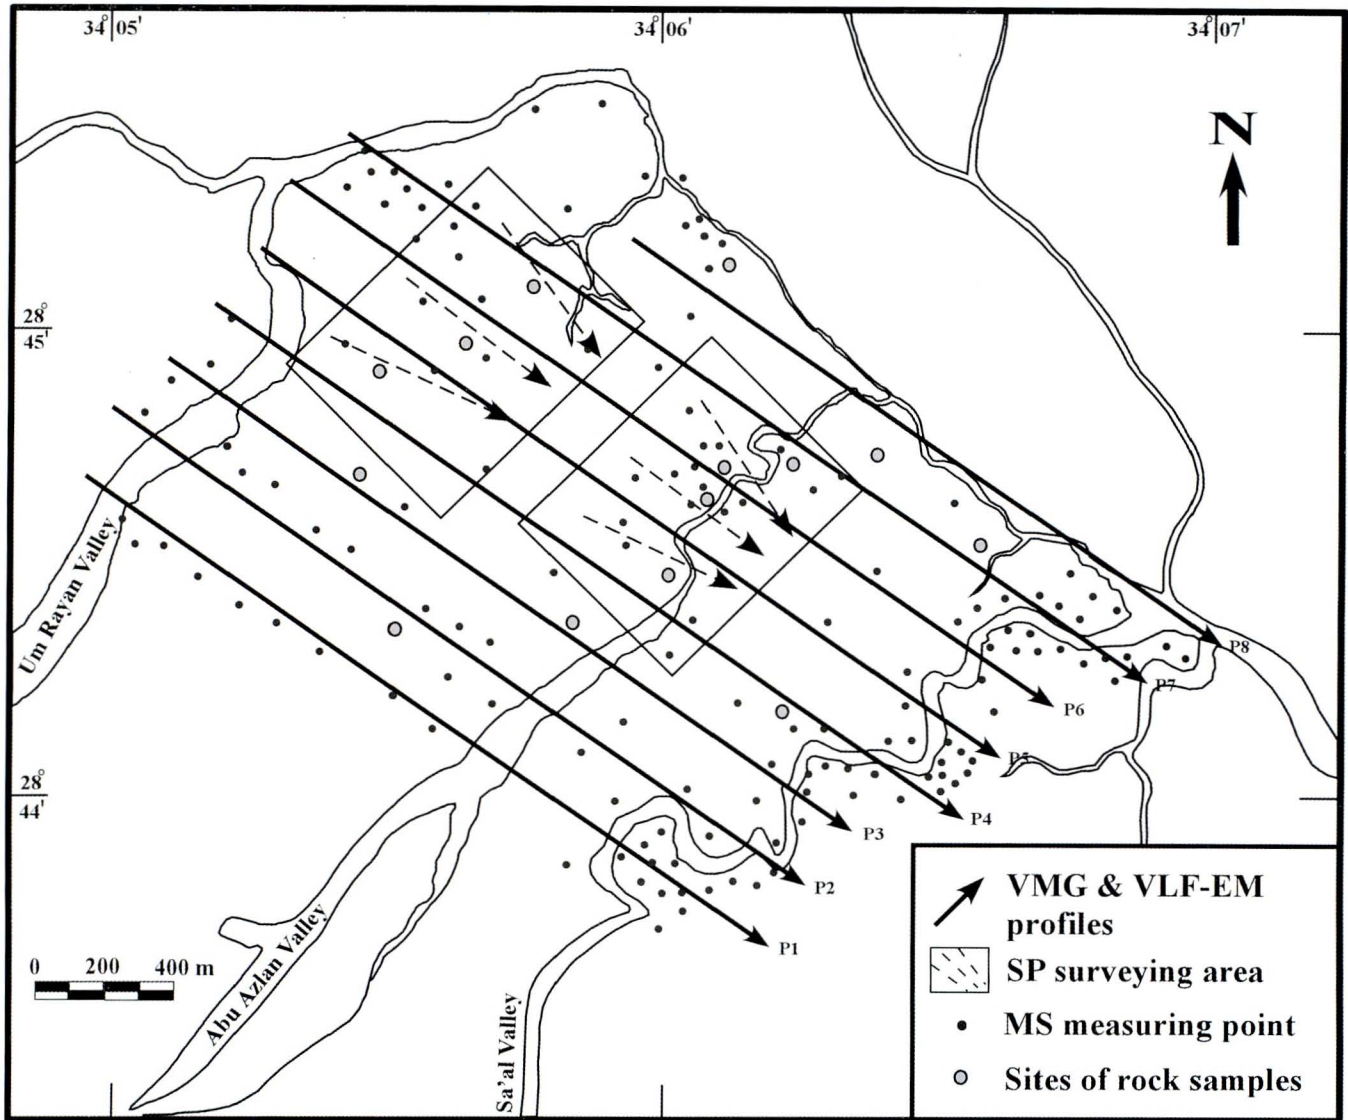 34° 05' 34° 06' 34° 07'
N
28° 45'
Um Rayan Valley
P8
P7
P6
P5
28° 44'
P4
P3
P2
P1
VMG & VLF-EM
profiles
SP surveying area
MS measuring point
Sites of rock samples
0 200 400 m
Abu Azlan Valley
Sa'al Valley